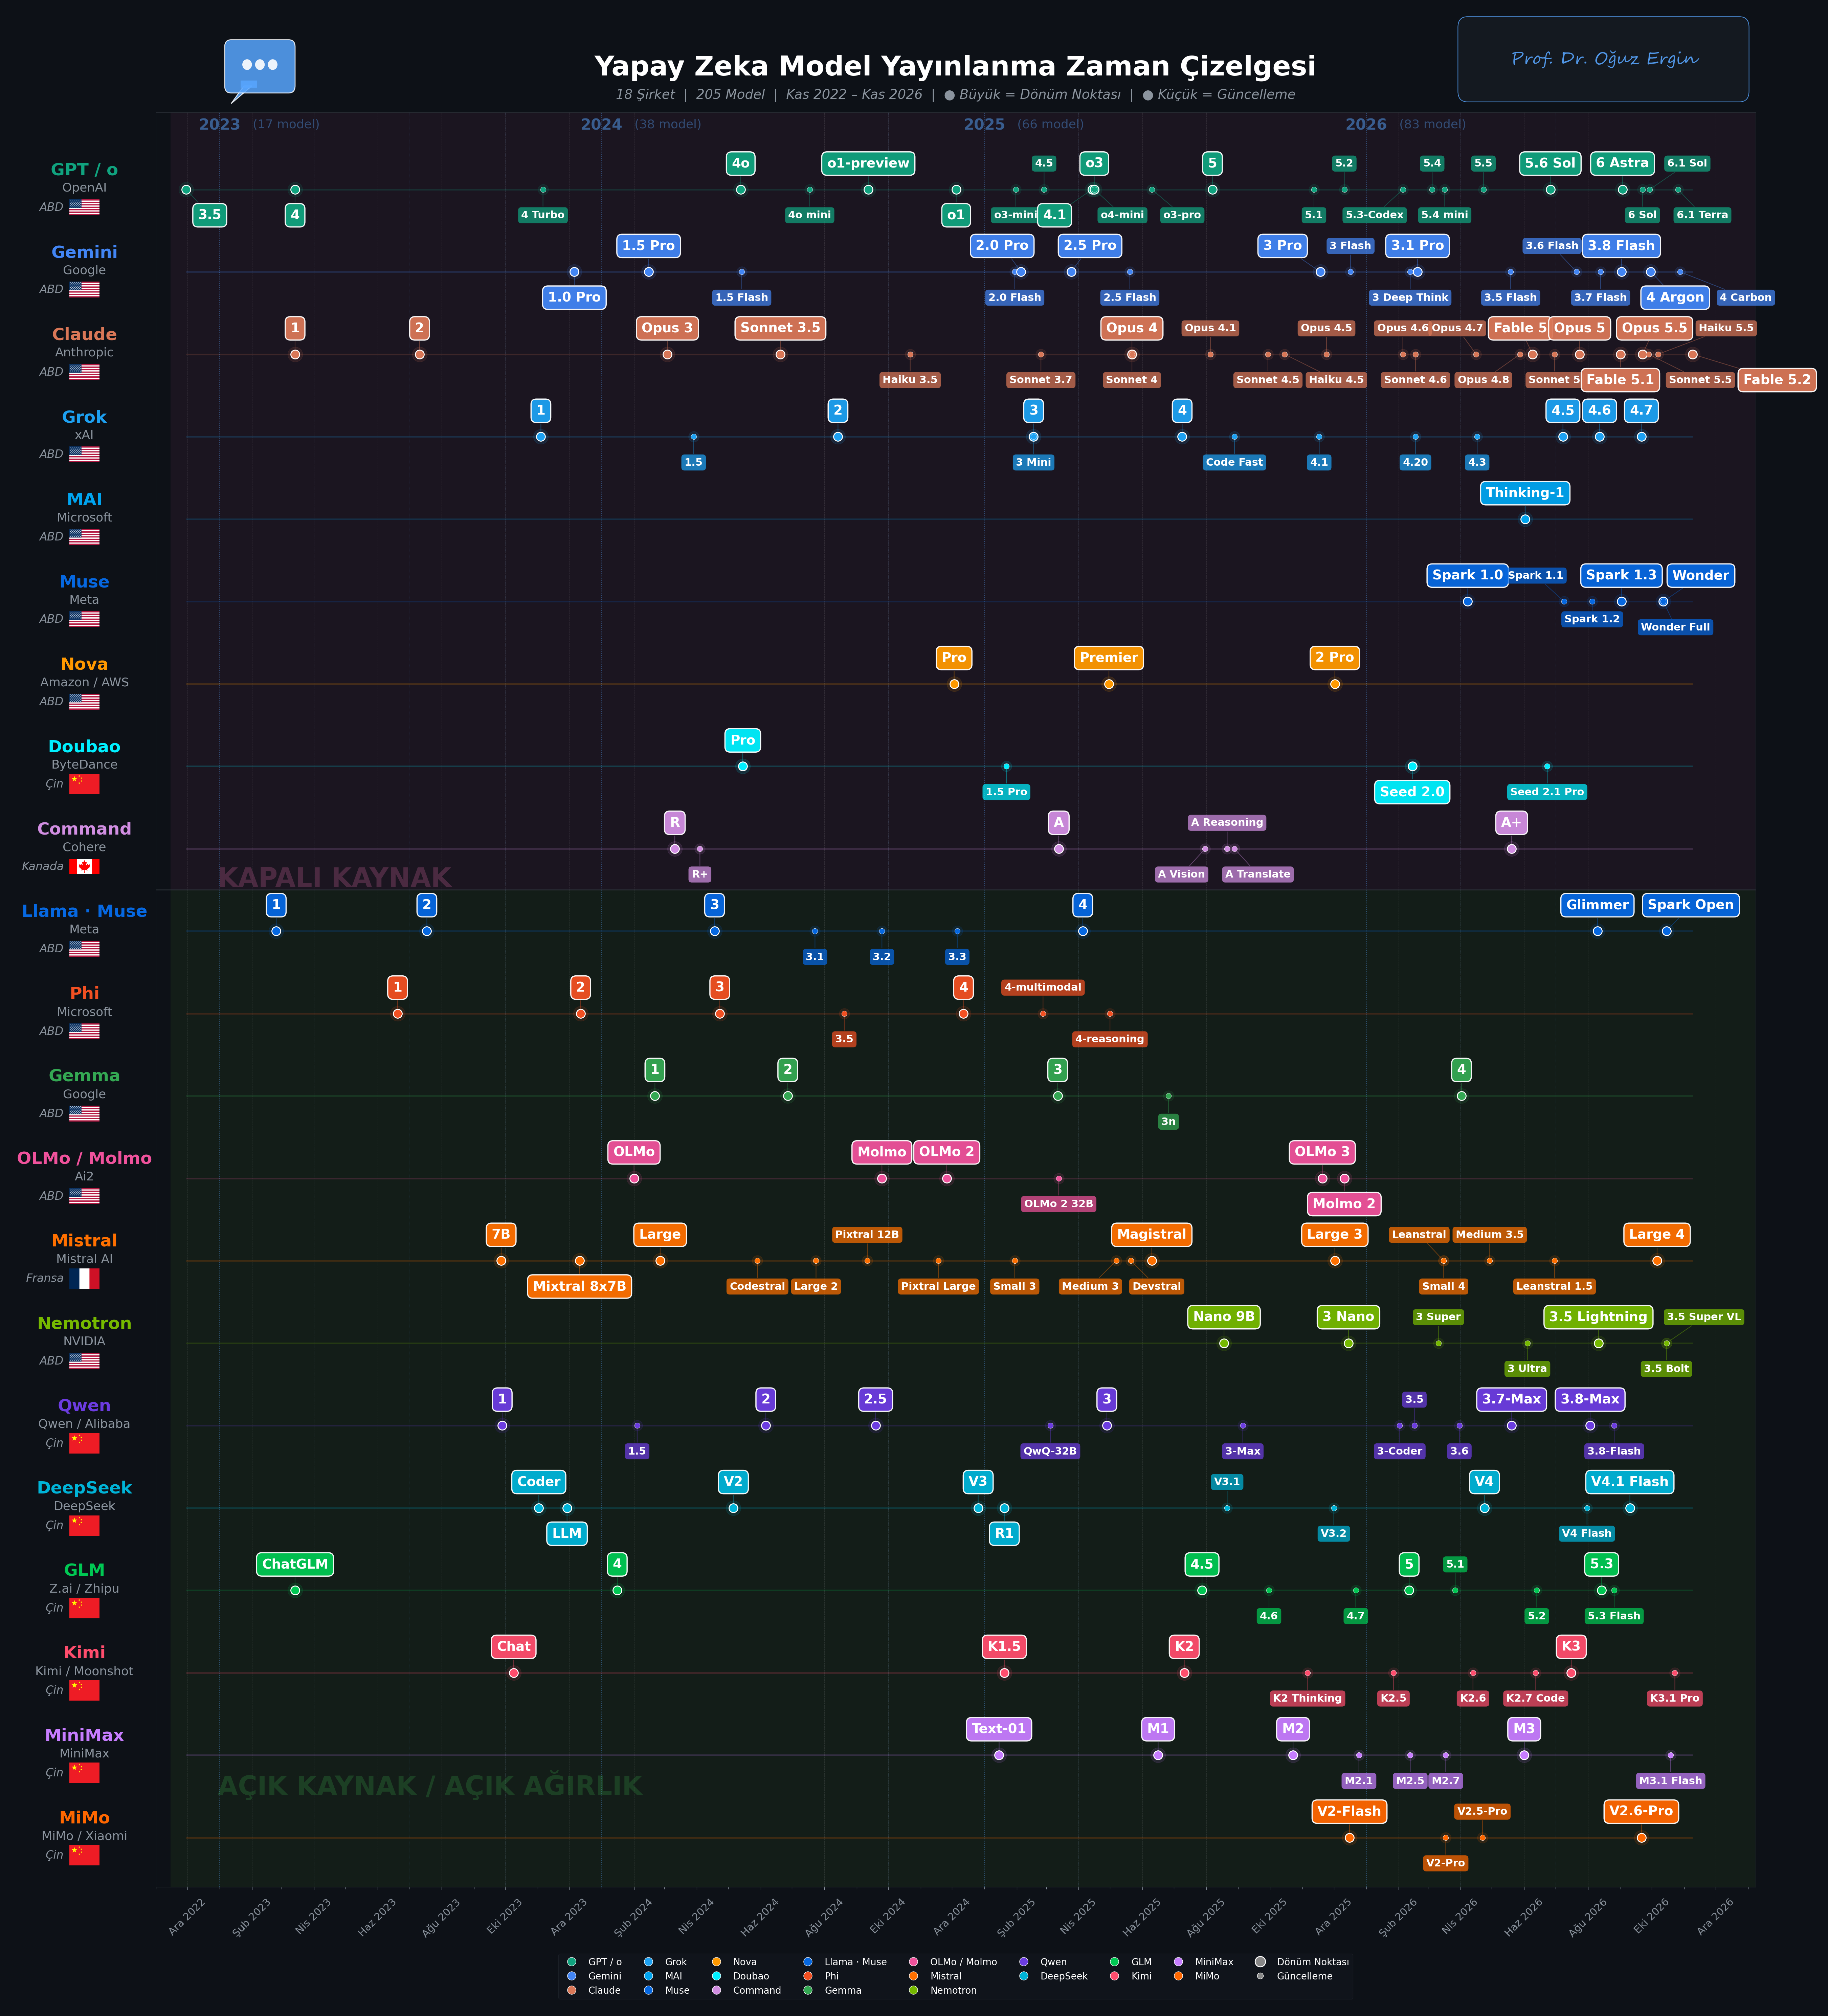 Yapay Zeka Model Yayınlanma Zaman Çizelgesi
Prof. Dr. Oğuz Ergin
18 Şirket | 205 Model | Kas 2022 – Kas 2026 | ● Büyük = Dönüm Noktası | ● Küçük = Güncelleme
2023 (17 model) 2024 (38 model) 2025 (66 model) 2026 (83 model)
GPT / o
OpenAI
ABD
4o o1-preview 4.5 o3 5 5.2 5.4 5.5 5.6 Sol 6 Astra 6.1 Sol
3.5 4 4 Turbo 4o mini o1 o3-mini 4.1 o4-mini o3-pro 5.1 5.3-Codex 5.4 mini 6 Sol 6.1 Terra
Gemini
Google
ABD
1.5 Pro 2.0 Pro 2.5 Pro 3 Pro 3 Flash 3.1 Pro 3.6 Flash 3.8 Flash
1.0 Pro 1.5 Flash 2.0 Flash 2.5 Flash 3 Deep Think 3.5 Flash 3.7 Flash 4 Argon 4 Carbon
Claude
Anthropic
ABD
1 2 Opus 3 Sonnet 3.5 Opus 4 Opus 4.1 Opus 4.5 Opus 4.6 Opus 4.7 Fable 5 Opus 5 Opus 5.5 Haiku 5.5
Haiku 3.5 Sonnet 3.7 Sonnet 4 Sonnet 4.5 Haiku 4.5 Sonnet 4.6 Opus 4.8 Sonnet 5 Fable 5.1 Sonnet 5.5 Fable 5.2
Grok
xAI
ABD
1 2 3 4 4.5 4.6 4.7
1.5 3 Mini Code Fast 4.1 4.20 4.3
MAI
Microsoft
ABD
Thinking-1
Muse
Meta
ABD
Spark 1.0 Spark 1.1 Spark 1.3 Wonder
Spark 1.2 Wonder Full
Nova
Amazon / AWS
ABD
Pro Premier 2 Pro
Doubao
ByteDance
Çin
Pro
1.5 Pro Seed 2.0 Seed 2.1 Pro
Command
Cohere
Kanada
R A A Reasoning A+
R+ A Vision A Translate
KAPALI KAYNAK
Llama · Muse
Meta
ABD
1 2 3 4 Glimmer Spark Open
3.1 3.2 3.3
Phi
Microsoft
ABD
1 2 3 4 4-multimodal
3.5 4-reasoning
Gemma
Google
ABD
1 2 3 4
3n
OLMo / Molmo
Ai2
ABD
OLMo Molmo OLMo 2 OLMo 3
OLMo 2 32B Molmo 2
Mistral
Mistral AI
Fransa
7B Large Pixtral 12B Magistral Large 3 Leanstral Medium 3.5 Large 4
Mixtral 8x7B Codestral Large 2 Pixtral Large Small 3 Medium 3 Devstral Small 4 Leanstral 1.5
Nemotron
NVIDIA
ABD
Nano 9B 3 Nano 3 Super 3.5 Lightning 3.5 Super VL
3 Ultra 3.5 Bolt
Qwen
Qwen / Alibaba
Çin
1 2 2.5 3 3.5 3.7-Max 3.8-Max
1.5 QwQ-32B 3-Max 3-Coder 3.6 3.8-Flash
DeepSeek
DeepSeek
Çin
Coder V2 V3 V3.1 V4 V4.1 Flash
LLM R1 V3.2 V4 Flash
GLM
Z.ai / Zhipu
Çin
ChatGLM 4 4.5 5 5.1 5.3
4.6 4.7 5.2 5.3 Flash
Kimi
Kimi / Moonshot
Çin
Chat K1.5 K2 K3
K2 Thinking K2.5 K2.6 K2.7 Code K3.1 Pro
MiniMax
MiniMax
Çin
Text-01 M1 M2 M3
M2.1 M2.5 M2.7 M3.1 Flash
AÇIK KAYNAK / AÇIK AĞIRLIK
MiMo
MiMo / Xiaomi
Çin
V2-Flash V2.5-Pro V2.6-Pro
V2-Pro
Ara 2022 Şub 2023 Nis 2023 Haz 2023 Ağu 2023 Eki 2023 Ara 2023 Şub 2024 Nis 2024 Haz 2024 Ağu 2024 Eki 2024 Ara 2024 Şub 2025 Nis 2025 Haz 2025 Ağu 2025 Eki 2025 Ara 2025 Şub 2026 Nis 2026 Haz 2026 Ağu 2026 Eki 2026 Ara 2026
GPT / o Grok Nova Llama · Muse OLMo / Molmo Qwen GLM MiniMax Dönüm Noktası
Gemini MAI Doubao Phi Mistral DeepSeek Kimi MiMo Güncelleme
Claude Muse Command Gemma Nemotron